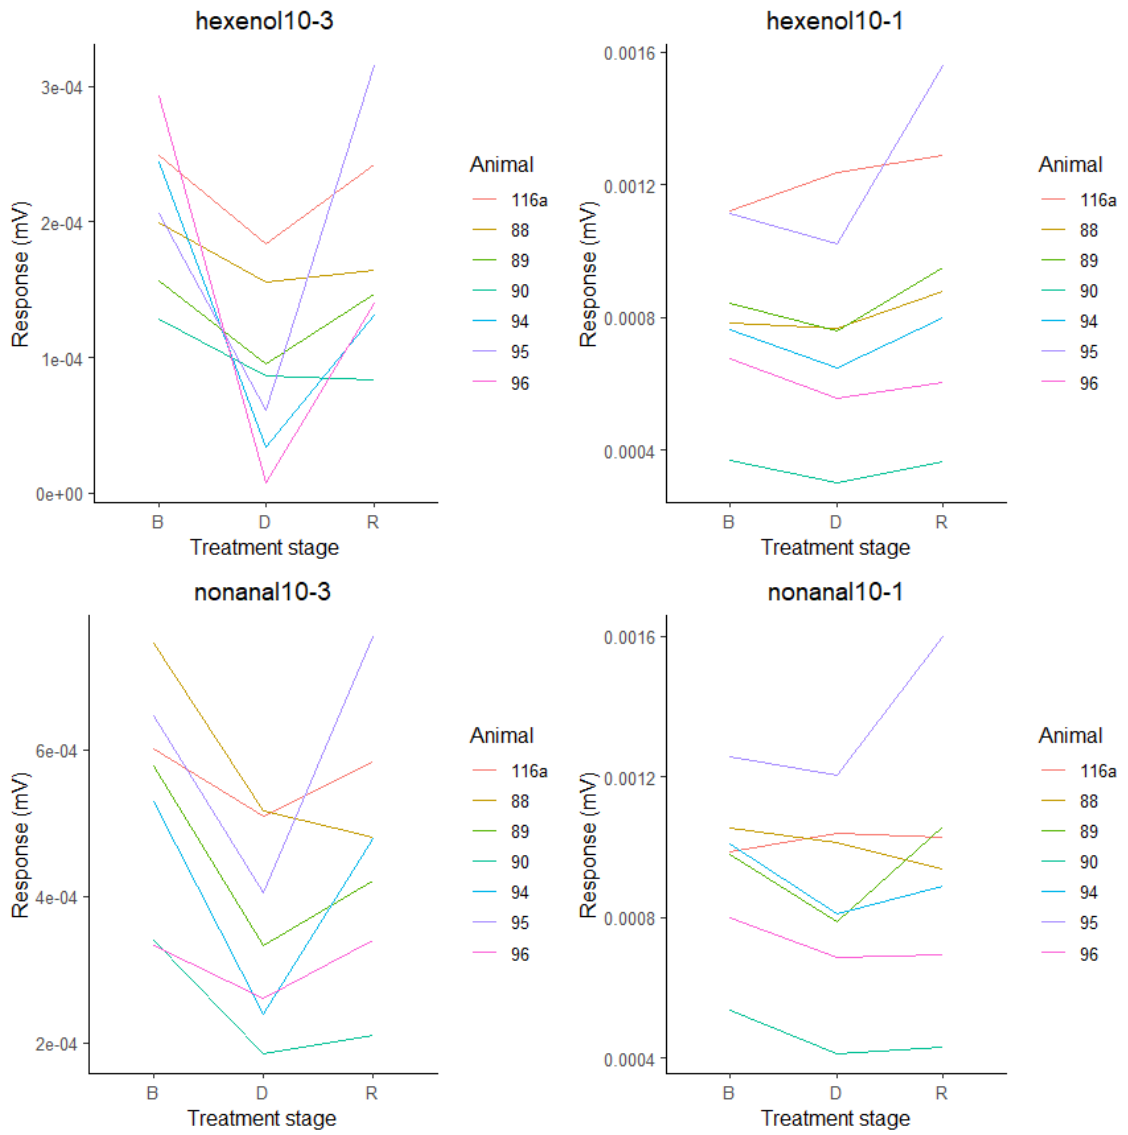 hexenol10-3
Response (mV)
3e-04
2e-04
1e-04
0e+00
B D R
Treatment stage
Animal
116a
88
89
90
94
95
96
hexenol10-1
Response (mV)
0.0016
0.0012
0.0008
0.0004
B D R
Treatment stage
Animal
116a
88
89
90
94
95
96
nonanal10-3
Response (mV)
6e-04
4e-04
2e-04
B D R
Treatment stage
Animal
116a
88
89
90
94
95
96
nonanal10-1
Response (mV)
0.0016
0.0012
0.0008
0.0004
B D R
Treatment stage
Animal
116a
88
89
90
94
95
96